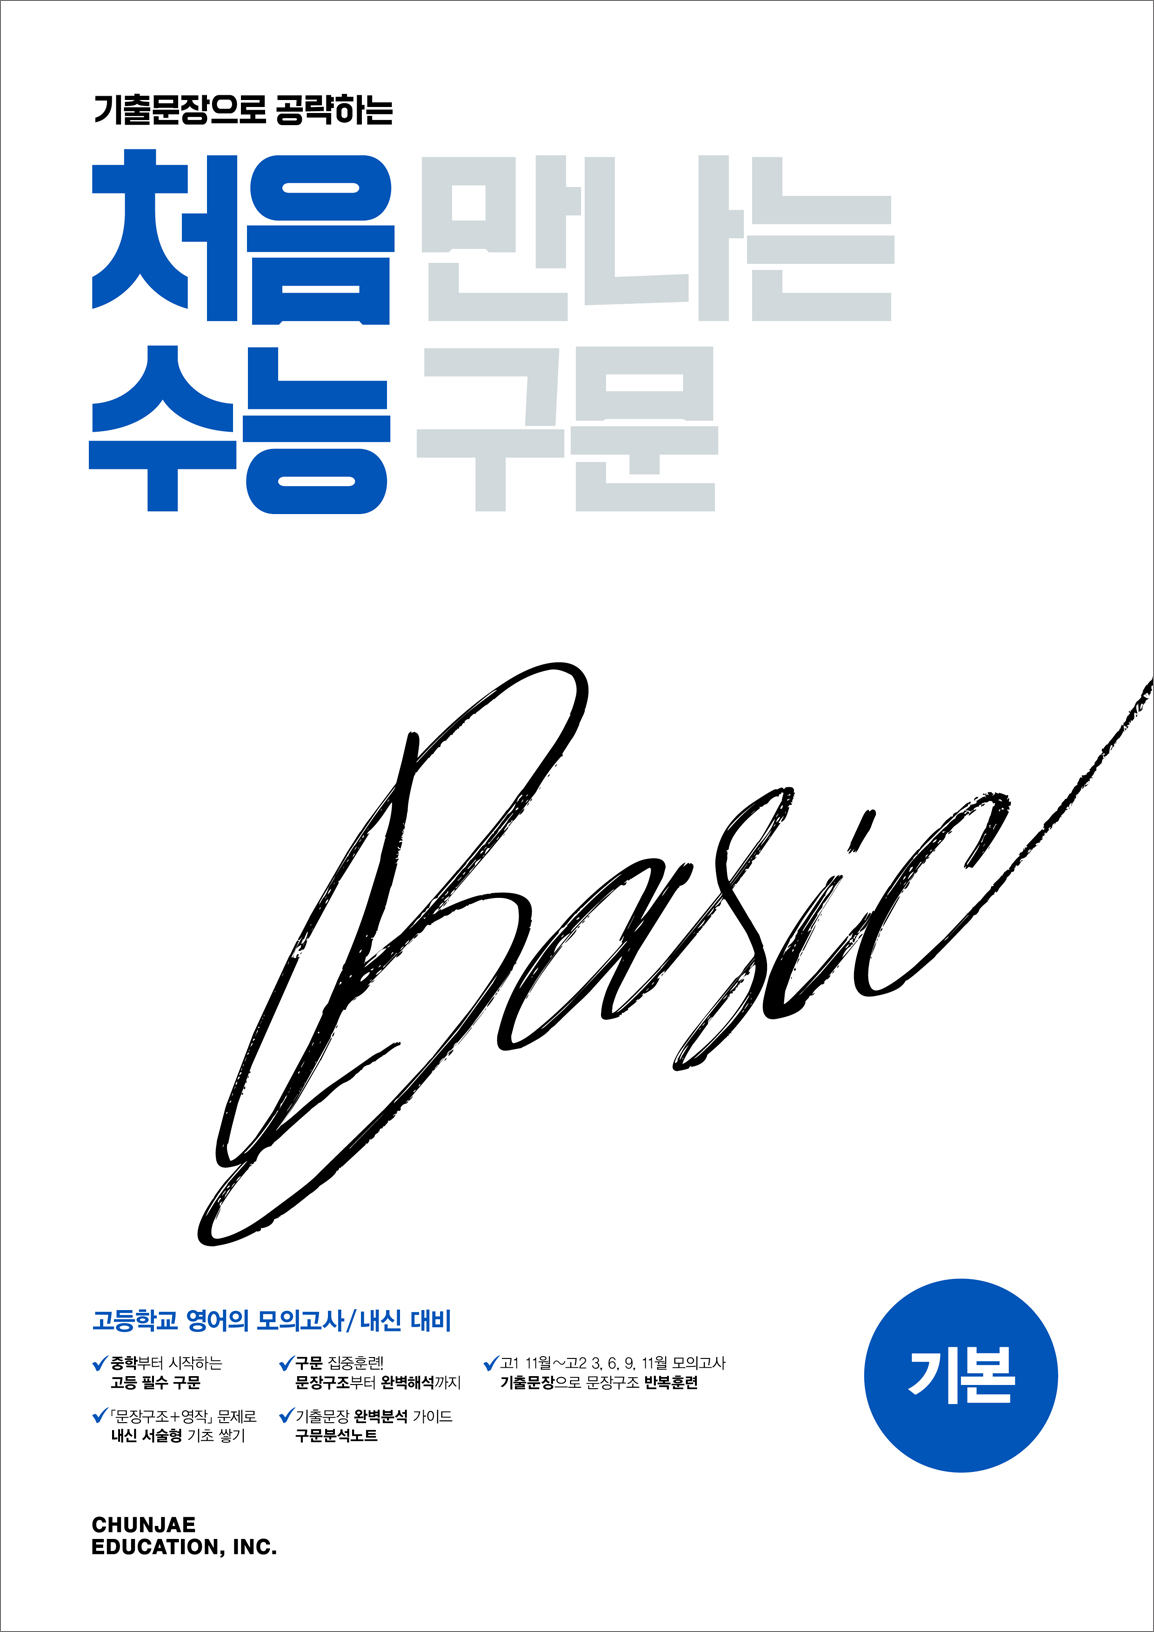 기출문장으로 공략하는
처음 만나는
수능 구문
Basic
고등학교 영어의 모의고사/내신 대비
✓중학부터 시작하는
고등 필수 구문
✓구문 집중훈련!
문장구조부터 완벽해석까지
✓고1 11월~고2 3, 6, 9, 11월 모의고사
기출문장으로 문장구조 반복훈련
✓「문장구조+영작」 문제로
내신 서술형 기초 쌓기
✓기출문장 완벽분석 가이드
구문분석노트
기본
CHUNJAE
EDUCATION, INC.